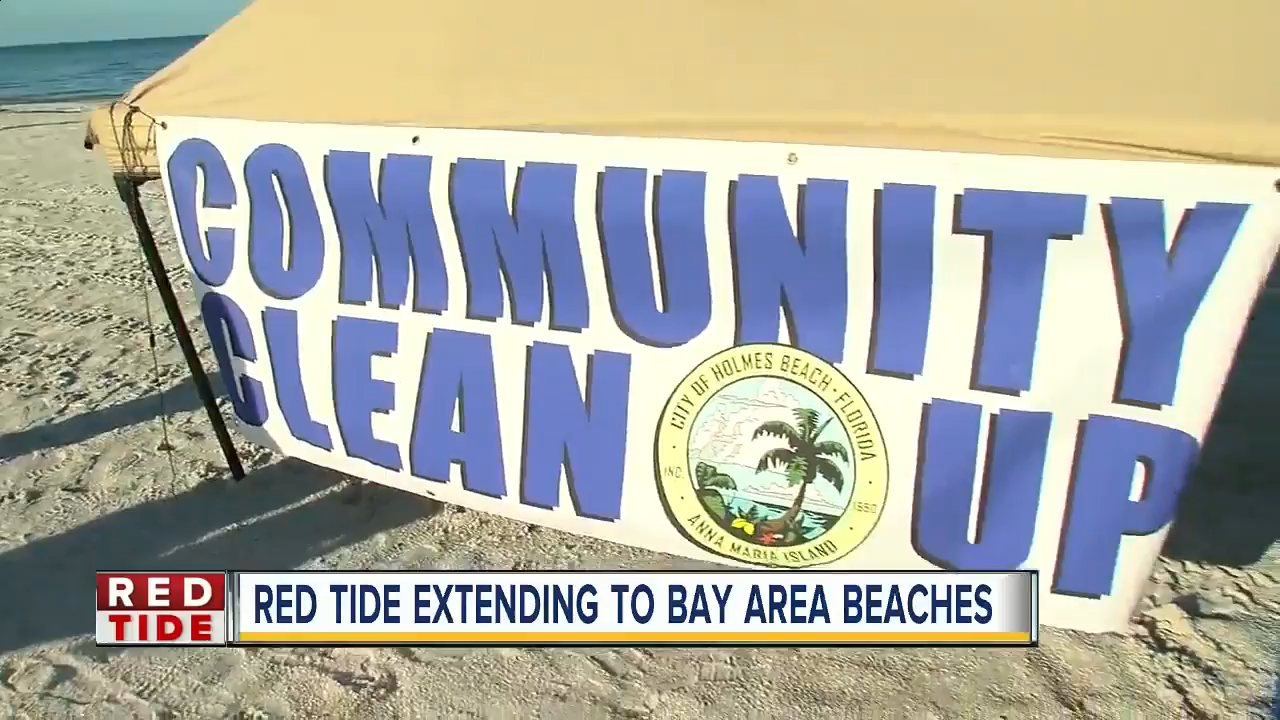 COMMUNITY
CLEAN UP
CITY OF HOLMES BEACH • FLORIDA
INC. 1950
ANNA MARIA ISLAND
RED
TIDE
RED TIDE EXTENDING TO BAY AREA BEACHES